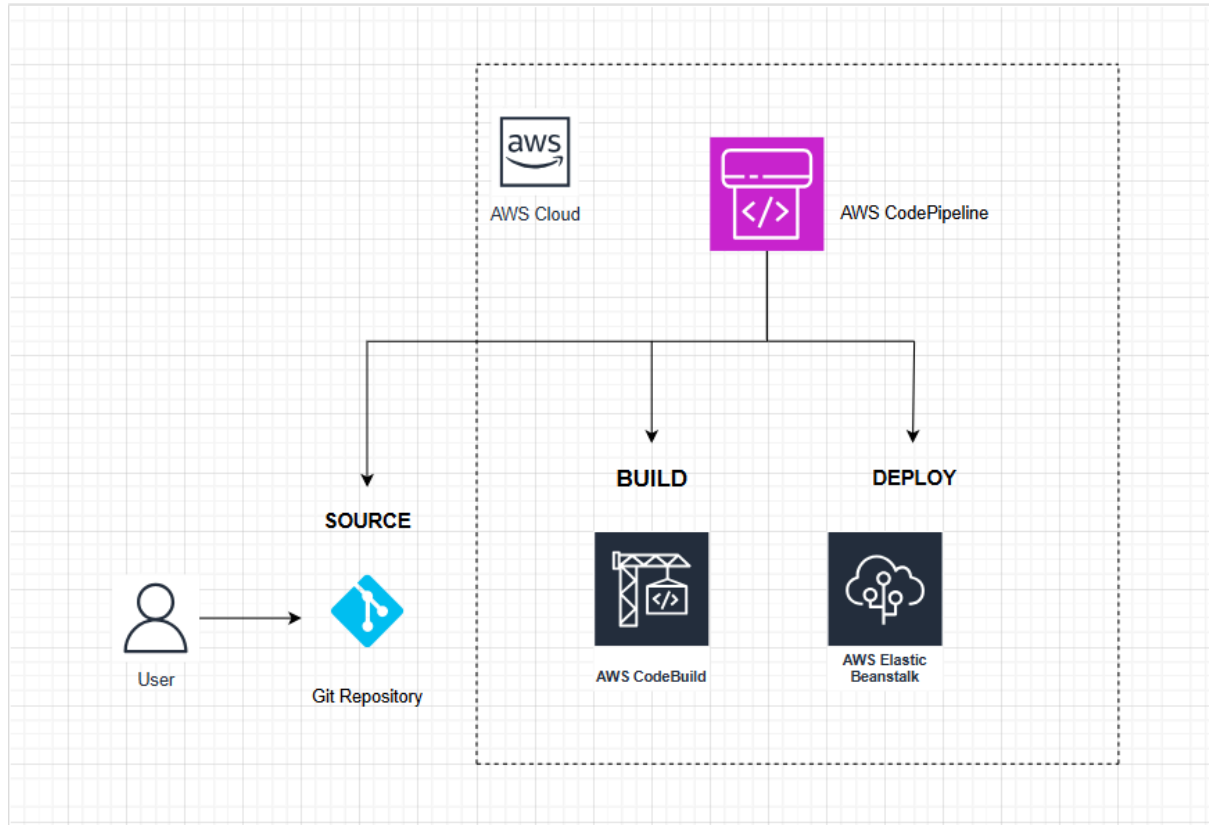 aws
AWS Cloud
</>
AWS CodePipeline
SOURCE
BUILD
DEPLOY
</>
User
Git Repository
AWS CodeBuild
AWS Elastic
Beanstalk